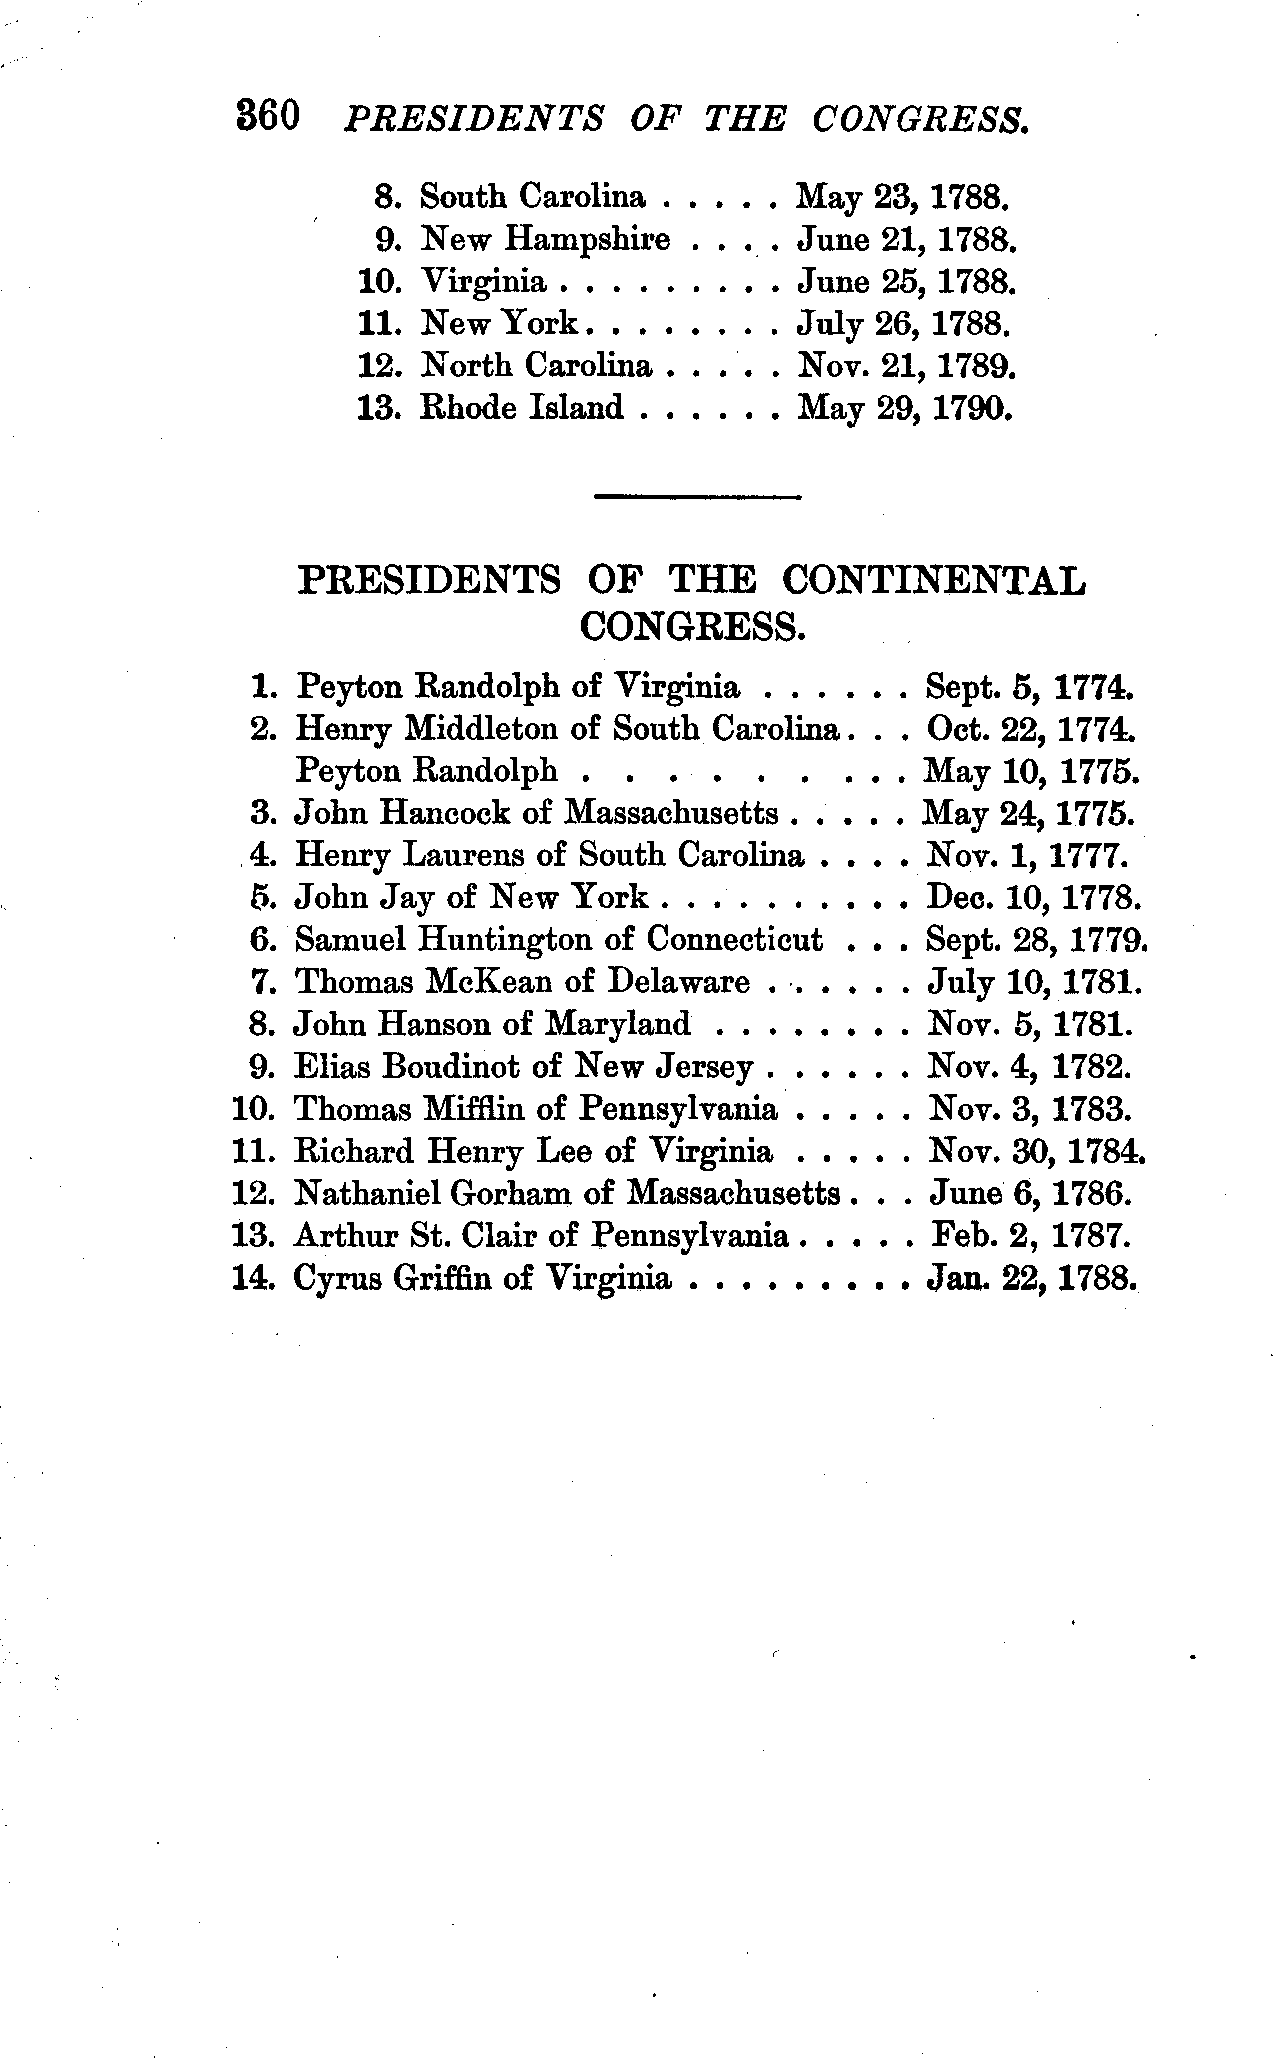 360 PRESIDENTS OF THE CONGRESS.
8. South Carolina . . . . . May 23, 1788.
9. New Hampshire . . . . June 21, 1788.
10. Virginia . . . . . . . . . June 25, 1788.
11. New York . . . . . . . . July 26, 1788.
12. North Carolina . . . . . Nov. 21, 1789.
13. Rhode Island . . . . . . May 29, 1790.
PRESIDENTS OF THE CONTINENTAL
CONGRESS.
1. Peyton Randolph of Virginia . . . . . . Sept. 5, 1774.
2. Henry Middleton of South Carolina . . . Oct. 22, 1774.
Peyton Randolph . . . . . . . . . May 10, 1775.
3. John Hancock of Massachusetts . . . . . May 24, 1775.
4. Henry Laurens of South Carolina . . . . Nov. 1, 1777.
5. John Jay of New York . . . . . . . . . . Dec. 10, 1778.
6. Samuel Huntington of Connecticut . . . Sept. 28, 1779.
7. Thomas McKean of Delaware . . . . . . July 10, 1781.
8. John Hanson of Maryland . . . . . . . . Nov. 5, 1781.
9. Elias Boudinot of New Jersey . . . . . . Nov. 4, 1782.
10. Thomas Mifflin of Pennsylvania . . . . . Nov. 3, 1783.
11. Richard Henry Lee of Virginia . . . . . Nov. 30, 1784.
12. Nathaniel Gorham of Massachusetts . . . June 6, 1786.
13. Arthur St. Clair of Pennsylvania . . . . . Feb. 2, 1787.
14. Cyrus Griffin of Virginia . . . . . . . . . Jan. 22, 1788.